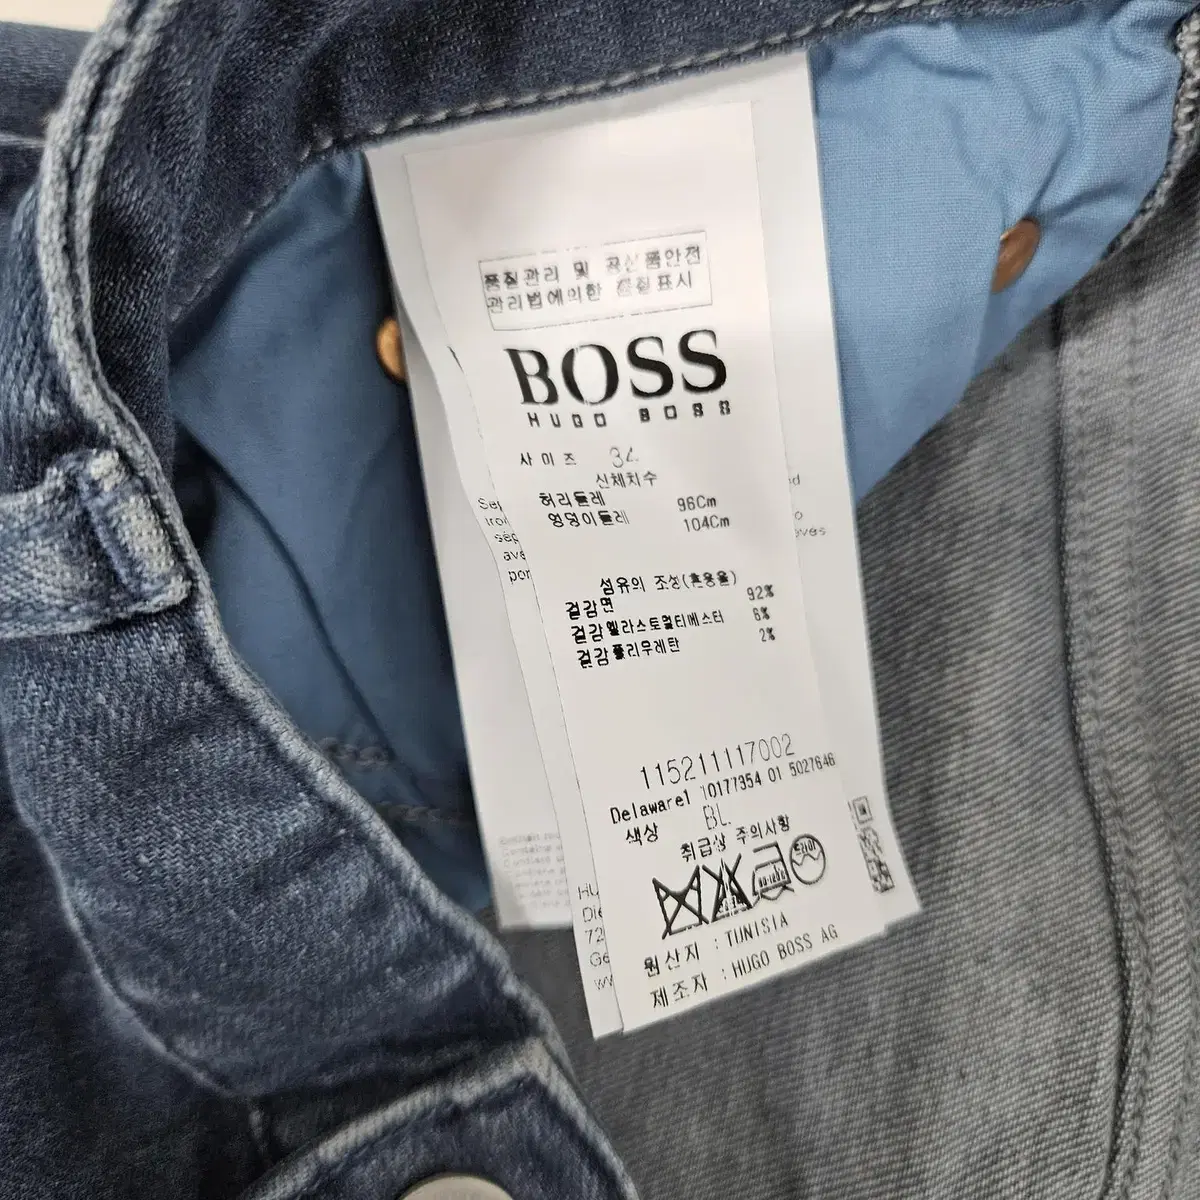 품질관리 및 공산품안전
관리법에의한 품질표시
BOSS
HUGO BOSS
사이즈 34
신체치수
허리둘레 96Cm
엉덩이둘레 104Cm
섬유의 조성(혼용율)
겉감면 92%
겉감엘라스토멀티에스터 6%
겉감폴리우레탄 2%
115211117002
Delaware1 10177354 01 5027646
색상 BL
취급상 주의사항
드라이
원산지 : TUNISIA
제조자 : HUGO BOSS AG